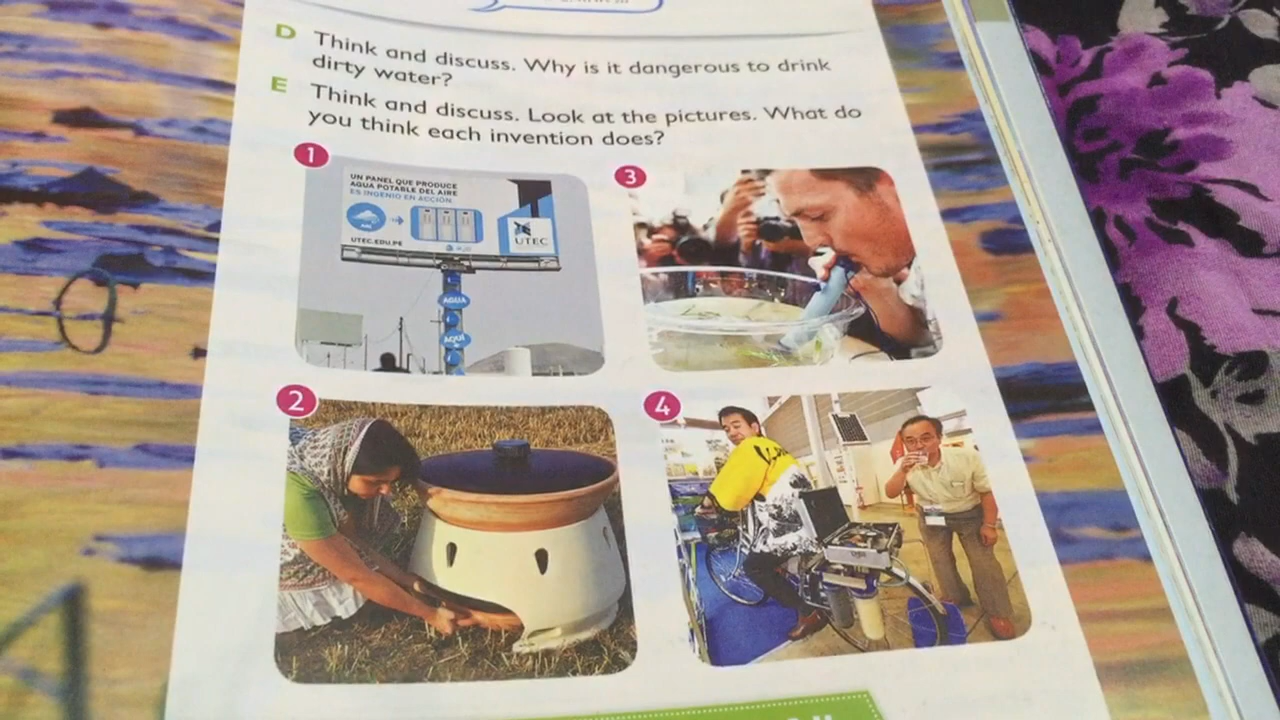 D Think and discuss. Why is it dangerous to drink
dirty water?
E Think and discuss. Look at the pictures. What do
you think each invention does?
1
UN PANEL QUE PRODUCE
AGUA POTABLE DEL AIRE
ES INGENIO EN ACCIÓN.
UTEC
UTEC.EDU.PE
AGUA
AQUÍ
3
2
4